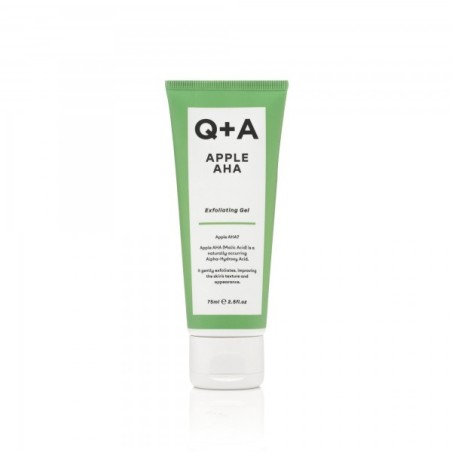 Q+A
APPLE
AHA
Exfoliating Gel
Apple AHA?
Apple AHA (Malic Acid) is a
naturally occurring
Alpha Hydroxy Acid.
It gently exfoliates, improving
the skin's texture and
appearance.
75ml ℮ 2.5fl.oz